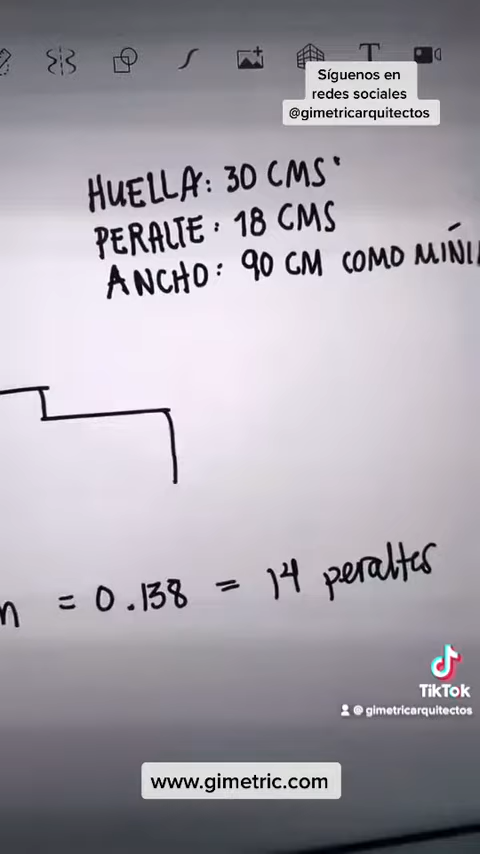 T
Síguenos en
redes sociales
@gimetricarquitectos
HUELLA: 30 CMS
PERALTE: 18 CMS
ANCHO: 90 CM COMO
= 0.138 = 14 peraltes
TikTok
@gimetricarquitectos
www.gimetric.com